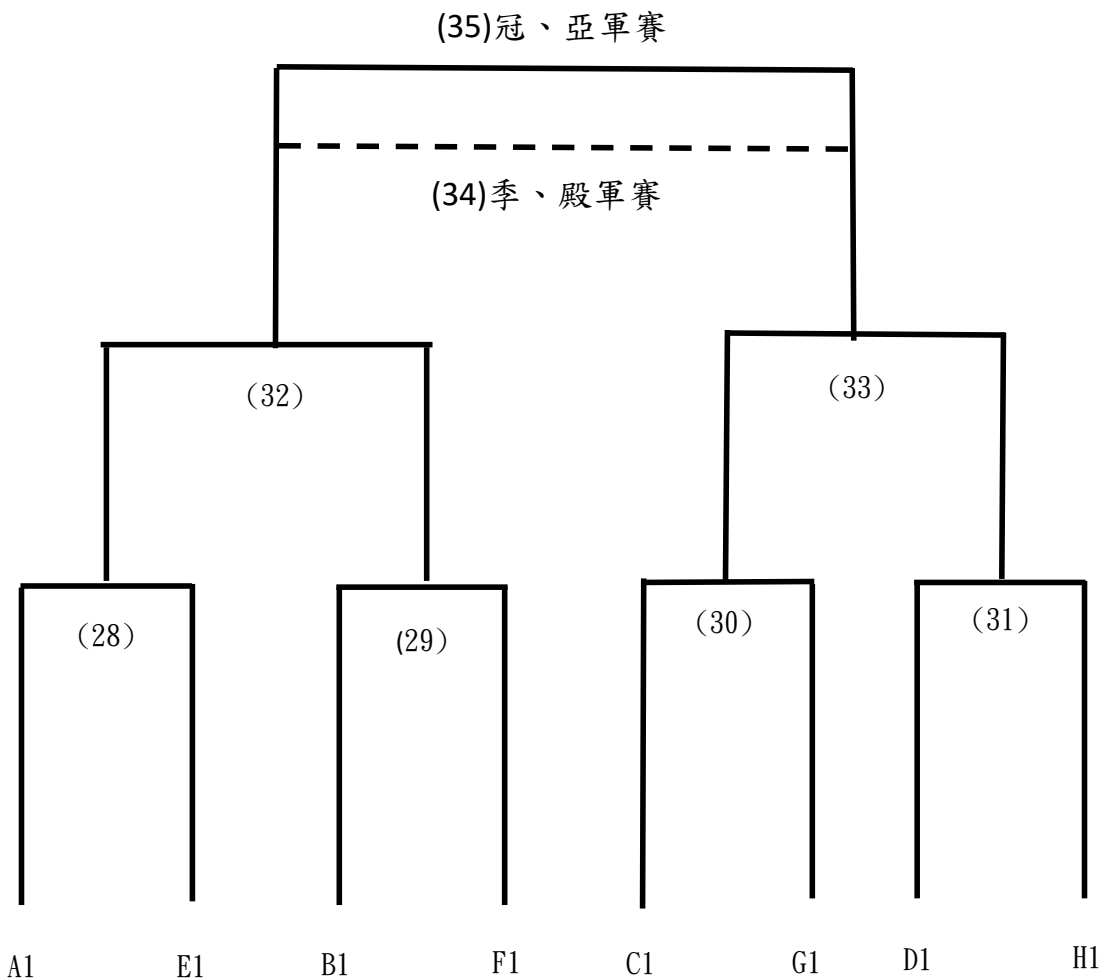 (35)冠、亞軍賽
(34)季、殿軍賽
（32） （33）
（28） (29） （30） （31）
A1 E1 B1 F1 C1 G1 D1 H1